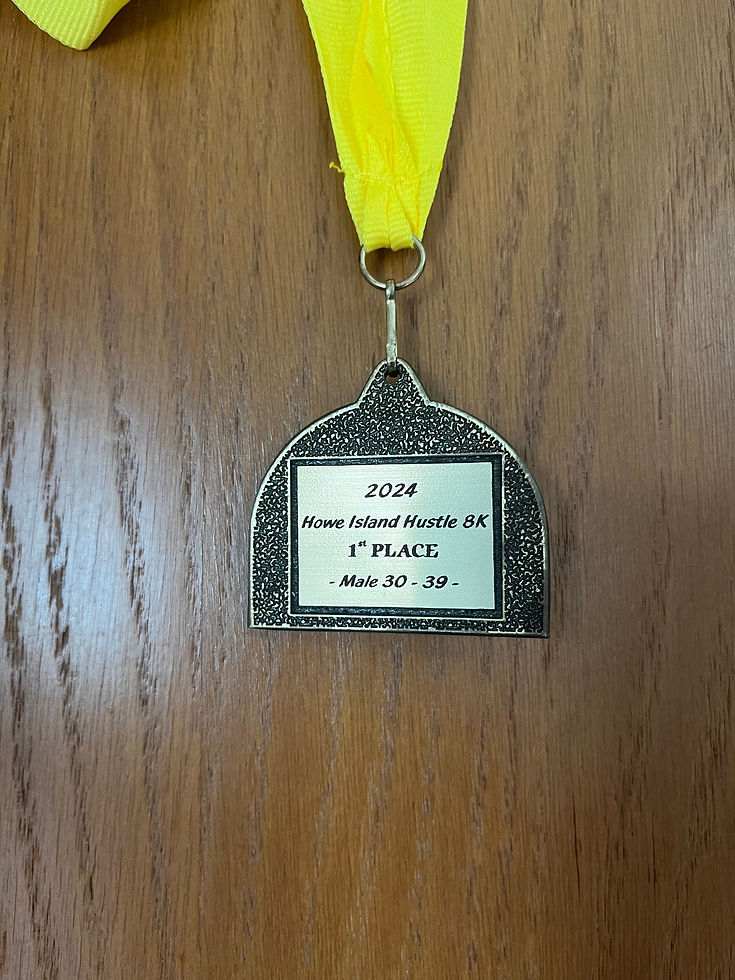 2024
Howe Island Hustle 8K
1st PLACE
- Male 30 - 39 -